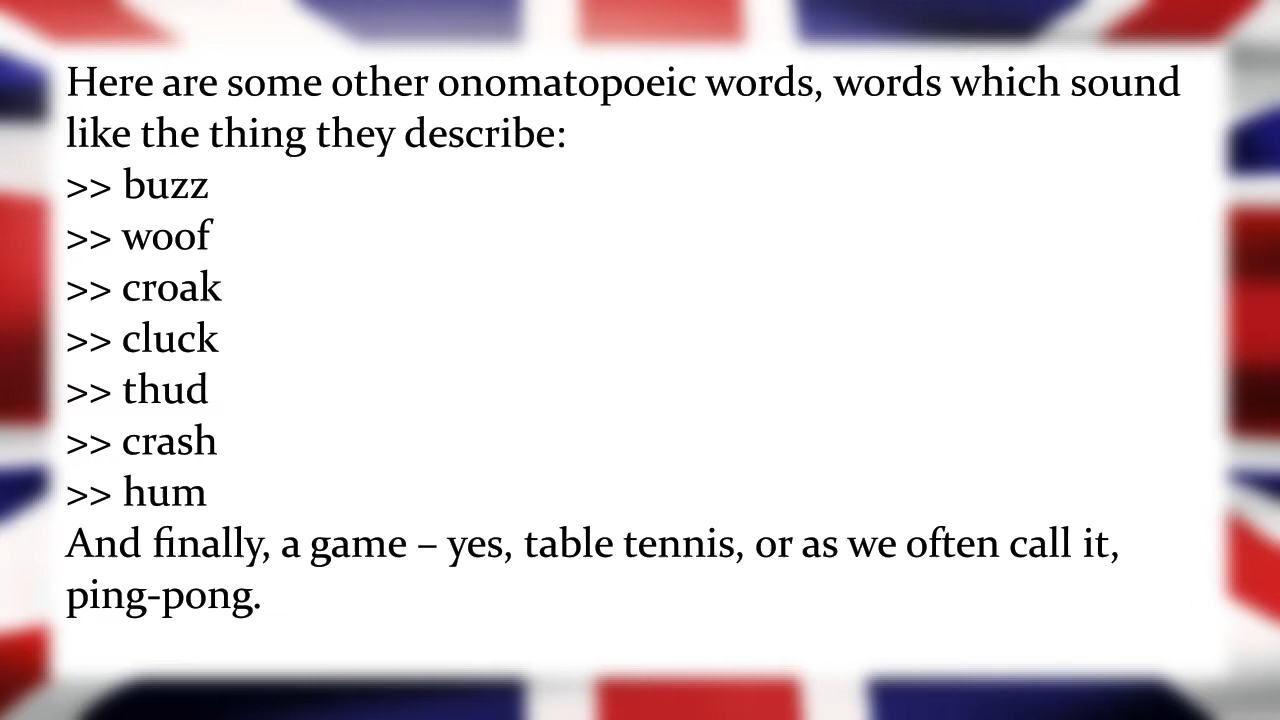 Here are some other onomatopoeic words, words which sound
like the thing they describe:
>> buzz
>> woof
>> croak
>> cluck
>> thud
>> crash
>> hum
And finally, a game – yes, table tennis, or as we often call it,
ping-pong.